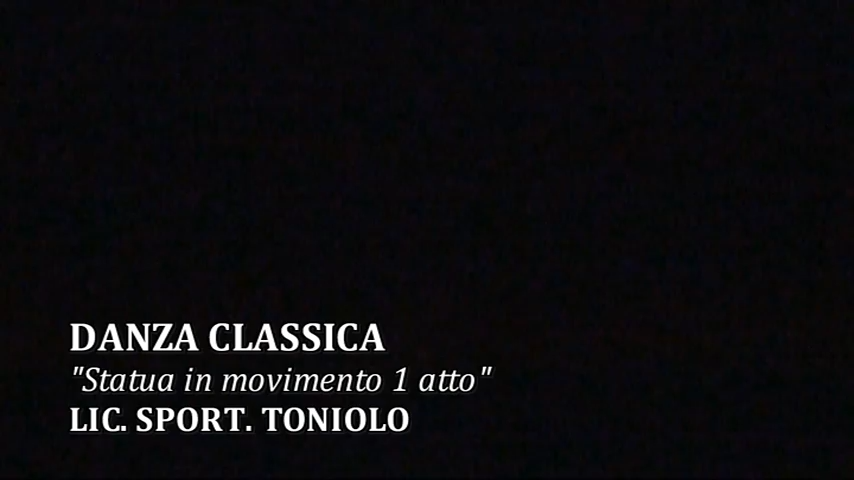 DANZA CLASSICA
"Statua in movimento 1 atto"
LIC. SPORT. TONIOLO